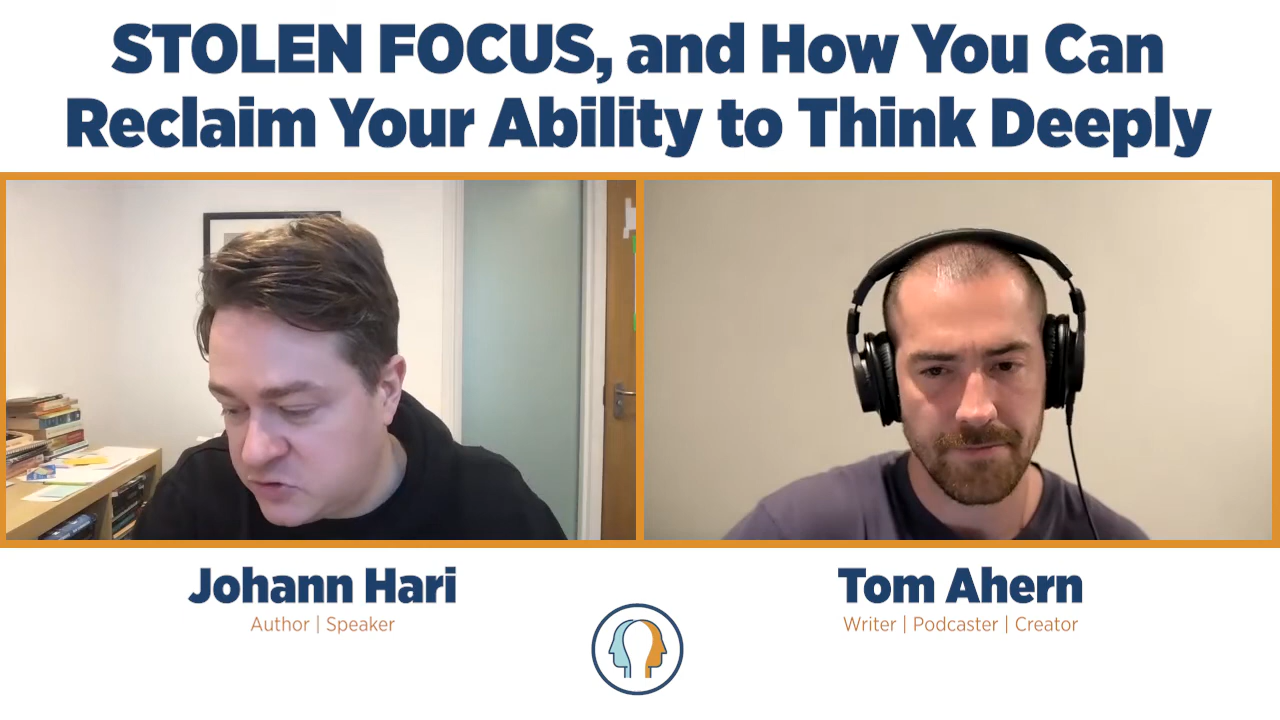 STOLEN FOCUS, and How You Can
Reclaim Your Ability to Think Deeply
Johann Hari
Author | Speaker
Tom Ahern
Writer | Podcaster | Creator